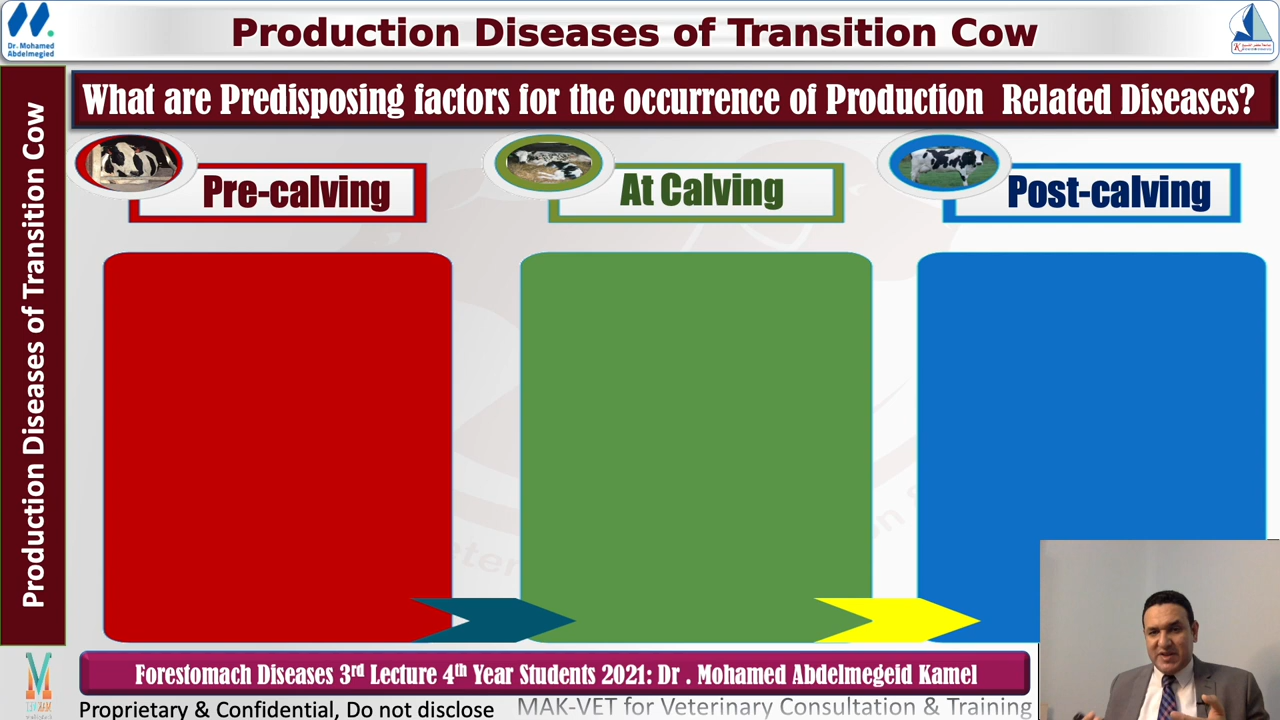 Dr. Mohamed
Abdelmegied
Production Diseases of Transition Cow
Production Diseases of Transition Cow
What are Predisposing factors for the occurrence of Production Related Diseases?
Pre-calving
At Calving
Post-calving
Forestomach Diseases 3rd Lecture 4th Year Students 2021: Dr . Mohamed Abdelmegeid Kamel
Proprietary & Confidential, Do not disclose
MAK-VET for Veterinary Consultation & Training